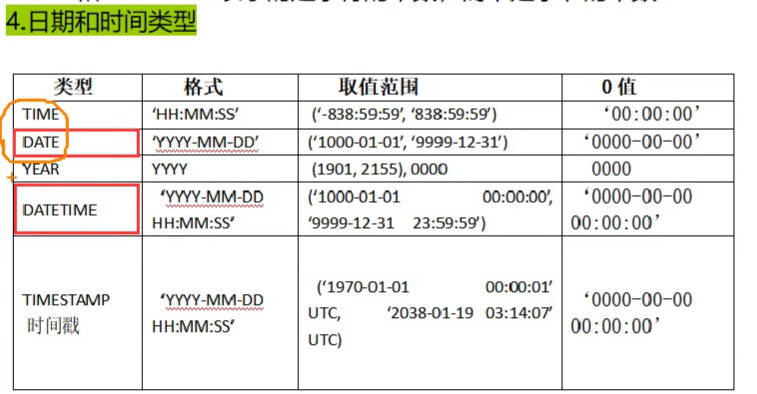 4.日期和时间类型
类型 格式 取值范围 0 值
TIME ‘HH:MM:SS’ (‘-838:59:59’, ‘838:59:59’) ‘00:00:00’
DATE ‘YYYY-MM-DD’ (‘1000-01-01’, ‘9999-12-31’) ‘0000-00-00’
YEAR YYYY (1901, 2155), 0000 0000
DATETIME ‘YYYY-MM-DD (‘1000-01-01 00:00:00’, ‘0000-00-00
HH:MM:SS’ ‘9999-12-31 23:59:59’) 00:00:00’
TIMESTAMP ‘YYYY-MM-DD (‘1970-01-01 00:00:01’ ‘0000-00-00
时间戳 HH:MM:SS’ UTC, ‘2038-01-19 03:14:07’ 00:00:00’
UTC)